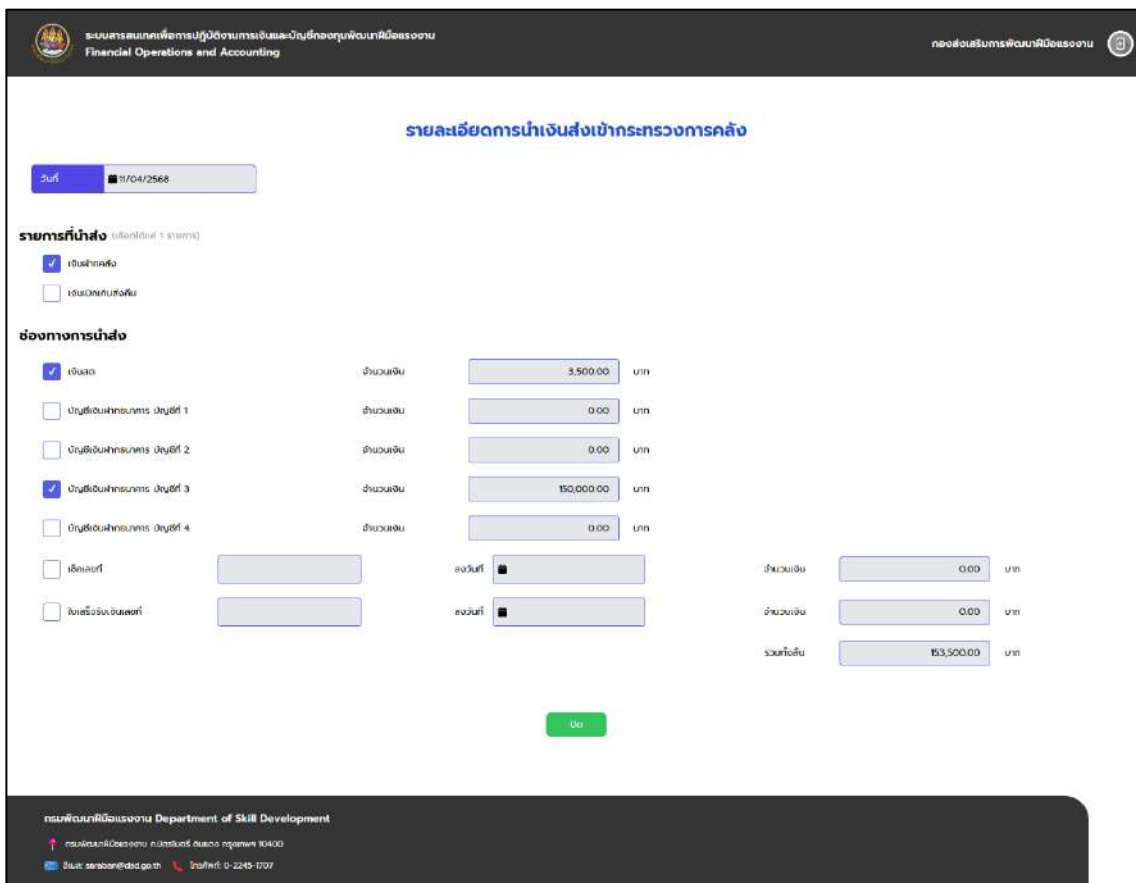 ระบบสารสนเทศเพื่อการปฏิบัติงานการเงินและบัญชีกองทุนพัฒนาฝีมือแรงงาน
Financial Operations and Accounting
กองส่งเสริมการพัฒนาฝีมือแรงงาน
รายละเอียดการนำเงินส่งเข้ากระทรวงการคลัง
วันที่ 11/04/2568
รายการที่นำส่ง (เลือกได้แค่ 1 รายการ)
เงินฝากคลัง
เงินเบิกเกินส่งคืน
ช่องทางการนำส่ง
เงินสด จำนวนเงิน 3,500.00 บาท
บัญชีเงินฝากธนาคาร บัญชีที่ 1 จำนวนเงิน 0.00 บาท
บัญชีเงินฝากธนาคาร บัญชีที่ 2 จำนวนเงิน 0.00 บาท
บัญชีเงินฝากธนาคาร บัญชีที่ 3 จำนวนเงิน 150,000.00 บาท
บัญชีเงินฝากธนาคาร บัญชีที่ 4 จำนวนเงิน 0.00 บาท
เช็คเลขที่ ลงวันที่ จำนวนเงิน 0.00 บาท
ใบเสร็จรับเงินเลขที่ ลงวันที่ จำนวนเงิน 0.00 บาท
รวมทั้งสิ้น 153,500.00 บาท
ปิด
กรมพัฒนาฝีมือแรงงาน Department of Skill Development
กรมพัฒนาฝีมือแรงงาน ถ.มิตรไมตรี ดินแดง กรุงเทพฯ 10400
อีเมล: saraban@dsd.go.th โทรศัพท์: 0-2245-1707